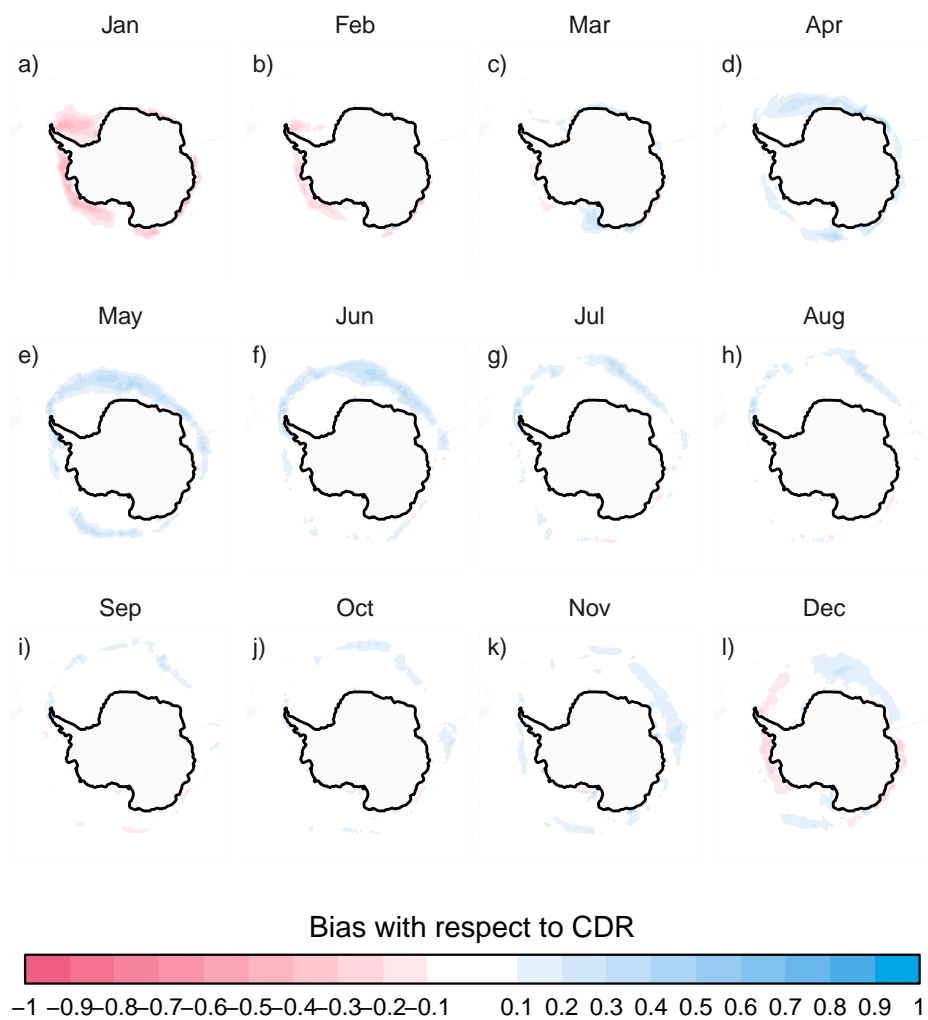 Jan Feb Mar Apr
a) b) c) d)
May Jun Jul Aug
e) f) g) h)
Sep Oct Nov Dec
i) j) k) l)
Bias with respect to CDR
−1 −0.9 −0.8 −0.7 −0.6 −0.5 −0.4 −0.3 −0.2 −0.1 0.1 0.2 0.3 0.4 0.5 0.6 0.7 0.8 0.9 1